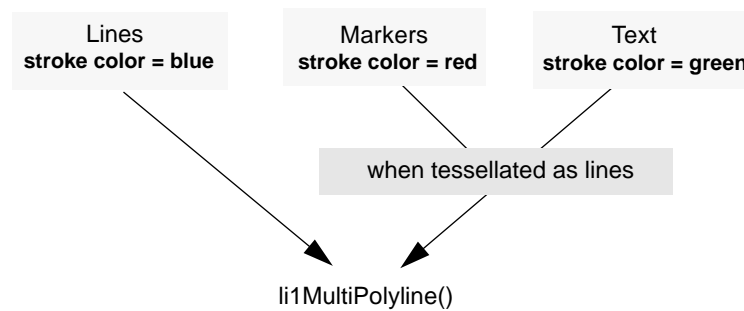 Lines
stroke color = blue
Markers
stroke color = red
Text
stroke color = green
when tessellated as lines
li1MultiPolyline()